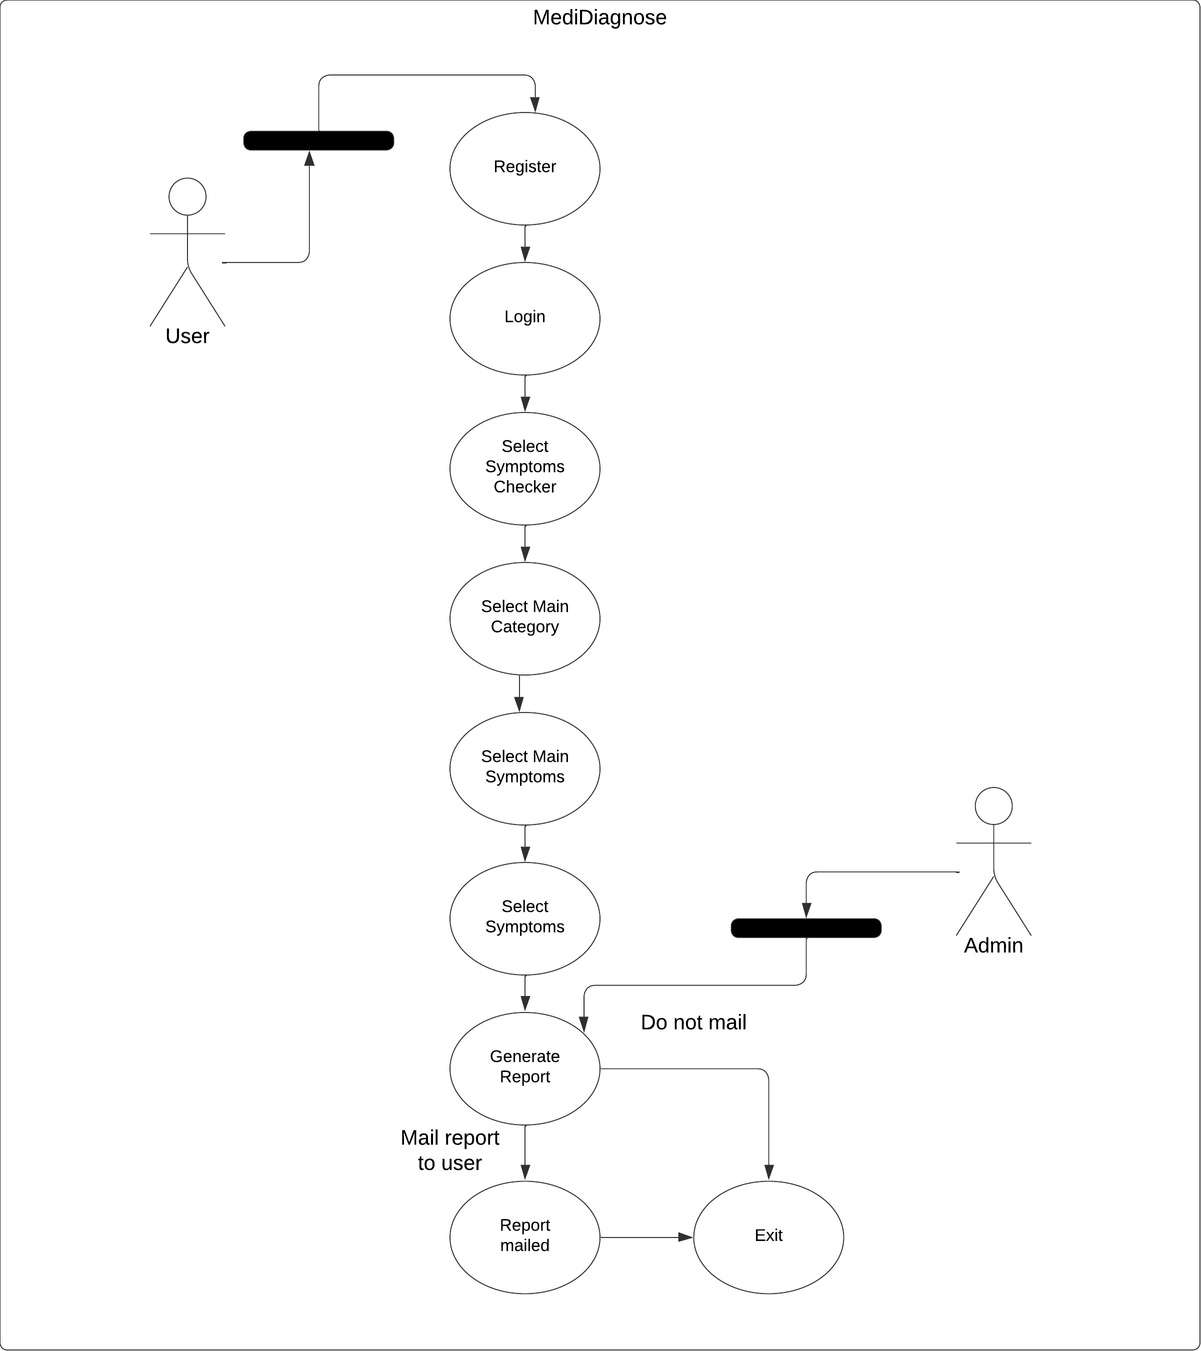 MediDiagnose
Register
User
Login
Select
Symptoms
Checker
Select Main
Category
Select Main
Symptoms
Select
Symptoms
Admin
Do not mail
Generate
Report
Mail report
to user
Report
mailed
Exit